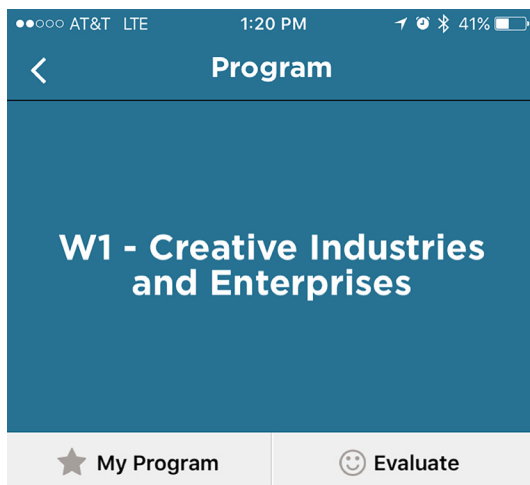 AT&T LTE 1:20 PM 41%
Program
W1 - Creative Industries
and Enterprises
My Program Evaluate